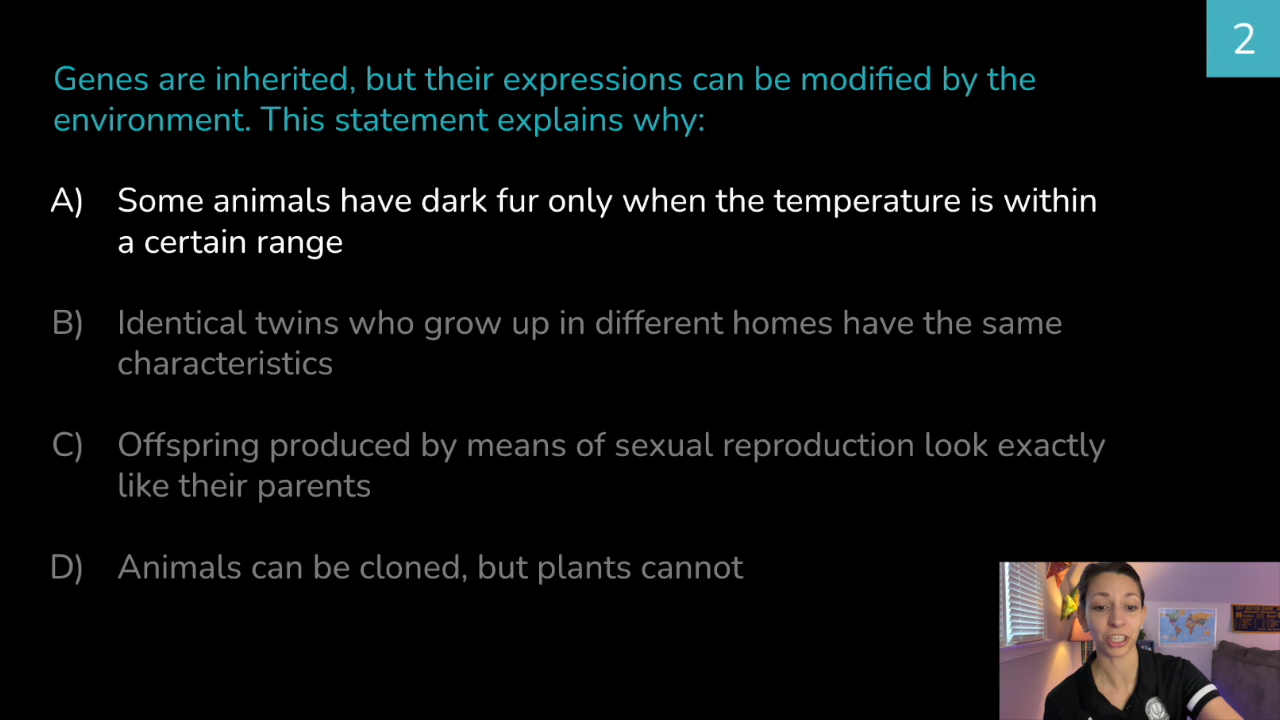 2
Genes are inherited, but their expressions can be modified by the
environment. This statement explains why:
A) Some animals have dark fur only when the temperature is within
a certain range
B) Identical twins who grow up in different homes have the same
characteristics
C) Offspring produced by means of sexual reproduction look exactly
like their parents
D) Animals can be cloned, but plants cannot